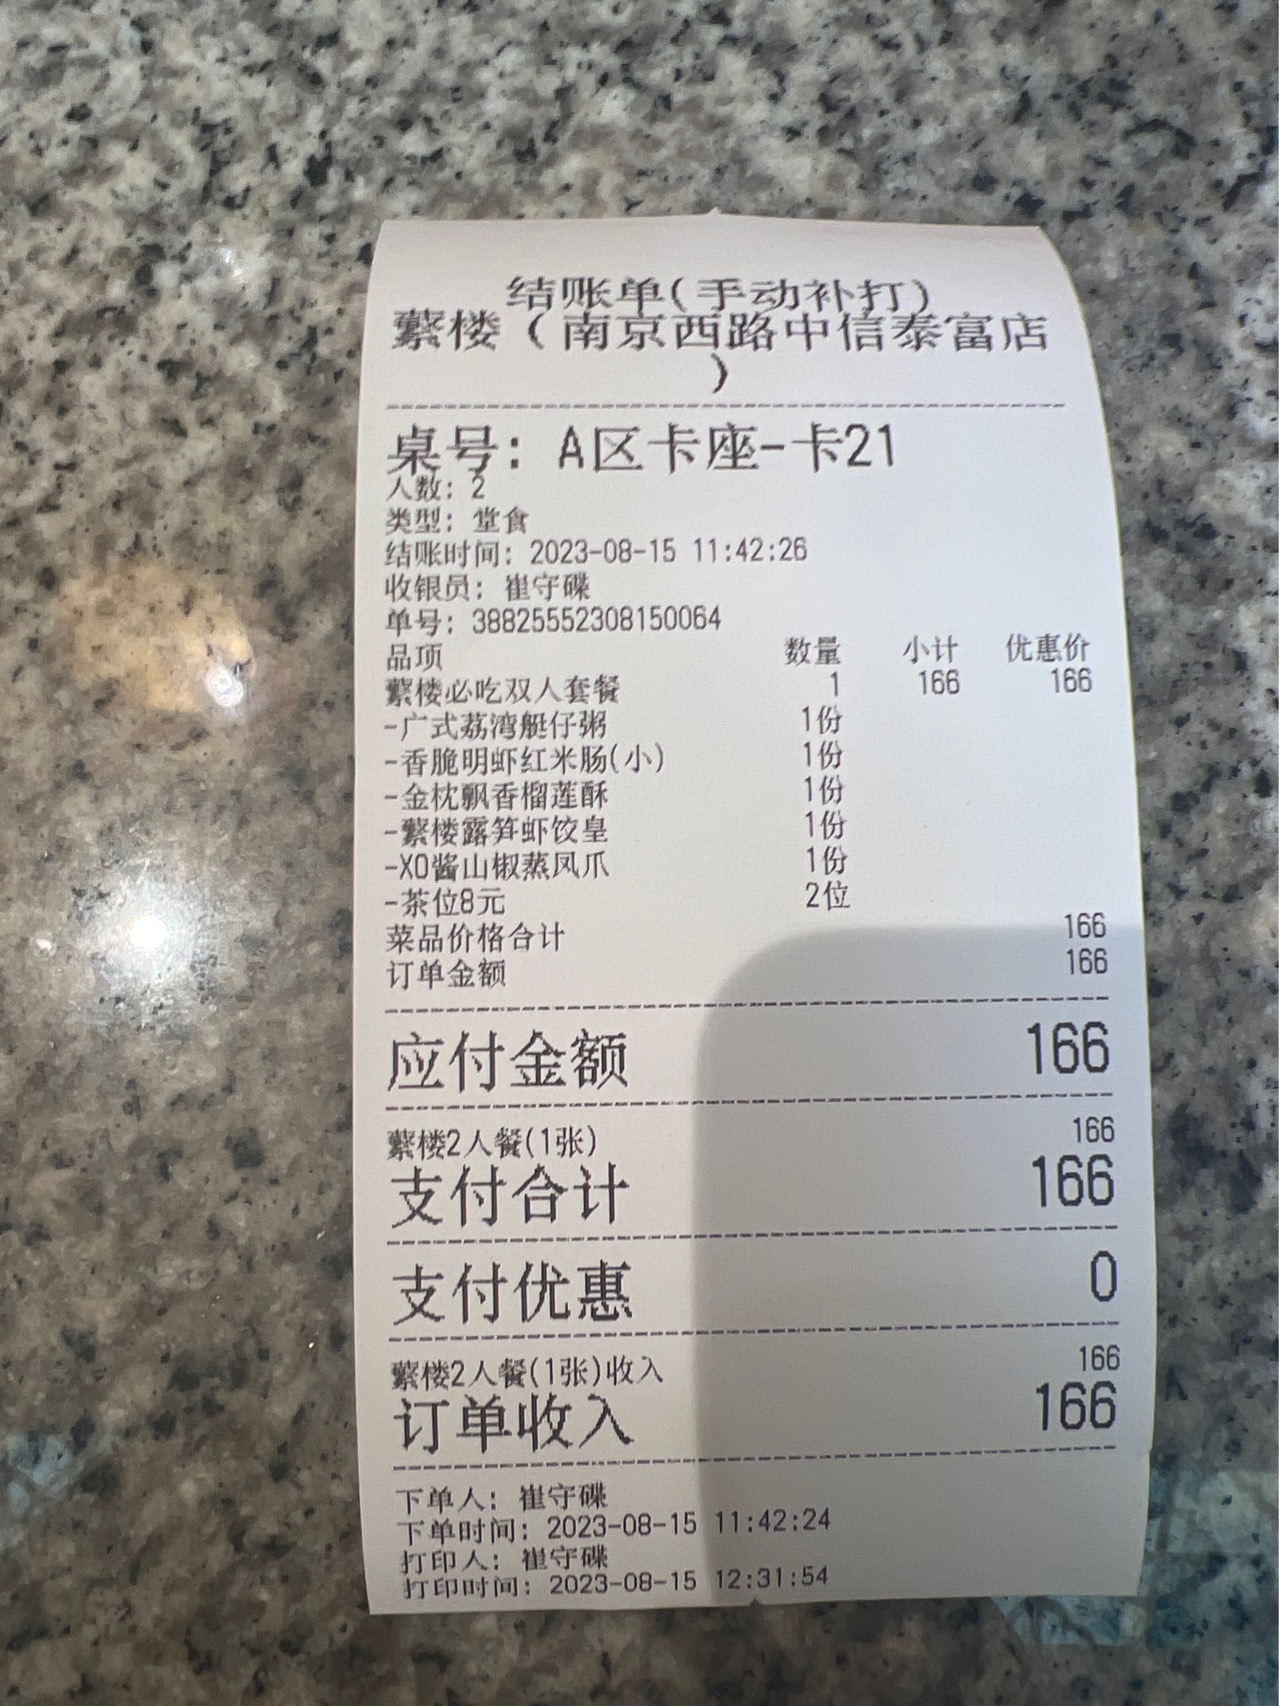 结账单(手动补打)
蘩楼（南京西路中信泰富店
）
桌号: A区卡座-卡21
人数: 2
类型: 堂食
结账时间: 2023-08-15 11:42:26
收银员: 崔守碟
单号: 38825552308150064
品项 数量 小计 优惠价
蘩楼必吃双人套餐 1 166 166
-广式荔湾艇仔粥 1份
-香脆明虾红米肠(小) 1份
-金枕飘香榴莲酥 1份
-蘩楼露笋虾饺皇 1份
-XO酱山椒蒸凤爪 1份
-茶位8元 2位
菜品价格合计 166
订单金额 166
应付金额 166
蘩楼2人餐(1张) 166
支付合计 166
支付优惠 0
蘩楼2人餐(1张)收入 166
订单收入 166
下单人: 崔守碟
下单时间: 2023-08-15 11:42:24
打印人: 崔守碟
打印时间: 2023-08-15 12:31:54